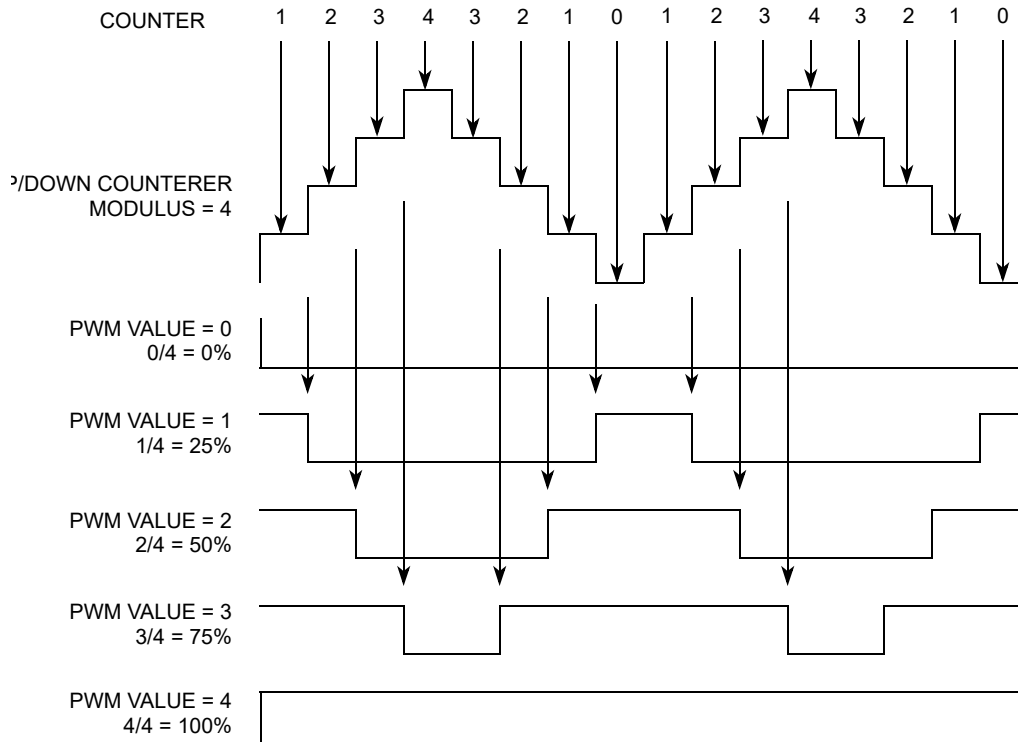 COUNTER 1 2 3 4 3 2 1 0 1 2 3 4 3 2 1 0
P/DOWN COUNTERER
MODULUS = 4
PWM VALUE = 0
0/4 = 0%
PWM VALUE = 1
1/4 = 25%
PWM VALUE = 2
2/4 = 50%
PWM VALUE = 3
3/4 = 75%
PWM VALUE = 4
4/4 = 100%